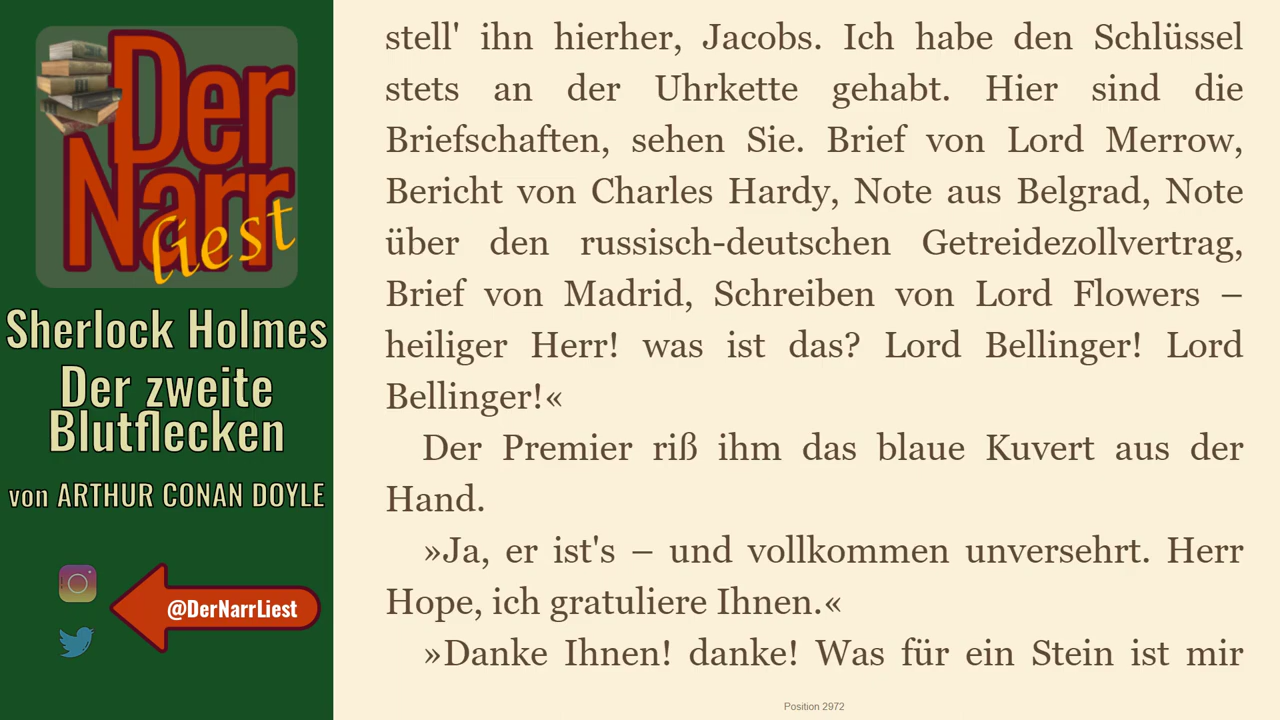 Der
Narr
liest
Sherlock Holmes
Der zweite
Blutflecken
von ARTHUR CONAN DOYLE
@DerNarrLiest
stell' ihn hierher, Jacobs. Ich habe den Schlüssel
stets an der Uhrkette gehabt. Hier sind die
Briefschaften, sehen Sie. Brief von Lord Merrow,
Bericht von Charles Hardy, Note aus Belgrad, Note
über den russisch-deutschen Getreidezollvertrag,
Brief von Madrid, Schreiben von Lord Flowers –
heiliger Herr! was ist das? Lord Bellinger! Lord
Bellinger!«
Der Premier riß ihm das blaue Kuvert aus der
Hand.
»Ja, er ist's – und vollkommen unversehrt. Herr
Hope, ich gratuliere Ihnen.«
»Danke Ihnen! danke! Was für ein Stein ist mir
Position 2972